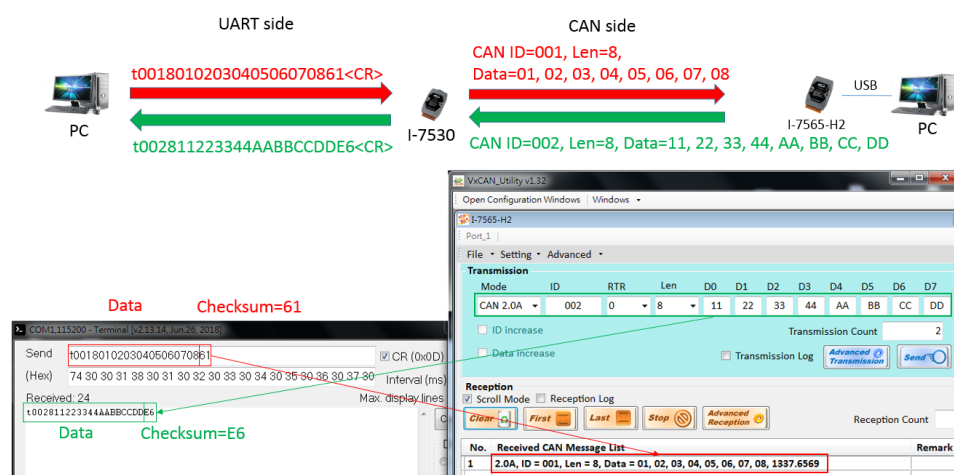 UART side
CAN side
t0018010203040506070861<CR>
CAN ID=001, Len=8,
Data=01, 02, 03, 04, 05, 06, 07, 08
USB
PC
I-7530
I-7565-H2
PC
t002811223344AABBCCDDE6<CR>
CAN ID=002, Len=8, Data=11, 22, 33, 44, AA, BB, CC, DD
VxCAN_Utility v1.32
Open Configuration Windows Windows
I-7565-H2
Port_1
File Setting Advanced
Transmission
Mode ID RTR Len D0 D1 D2 D3 D4 D5 D6 D7
CAN 2.0A 002 0 8 11 22 33 44 AA BB CC DD
ID increase
Transmission Count 2
Data increase
Transmission Log
Advanced Transmission
Send
Reception
Scroll Mode Reception Log
Clear First Last Stop Advanced Reception
Reception Count
No. Received CAN Message List Remark
1 2.0A, ID = 001, Len = 8, Data = 01, 02, 03, 04, 05, 06, 07, 08, 1337.6569
Data Checksum=61
COM1,115200 - Terminal [v2.13.14, Jun.26, 2018]
Send t0018010203040506070861 CR (0x0D)
(Hex) 74 30 30 31 38 30 31 30 32 30 33 30 34 30 35 30 36 30 37 30 Interval (ms)
Received: 24 Max. display lines
t002811223344AABBCCDDE6
Data Checksum=E6